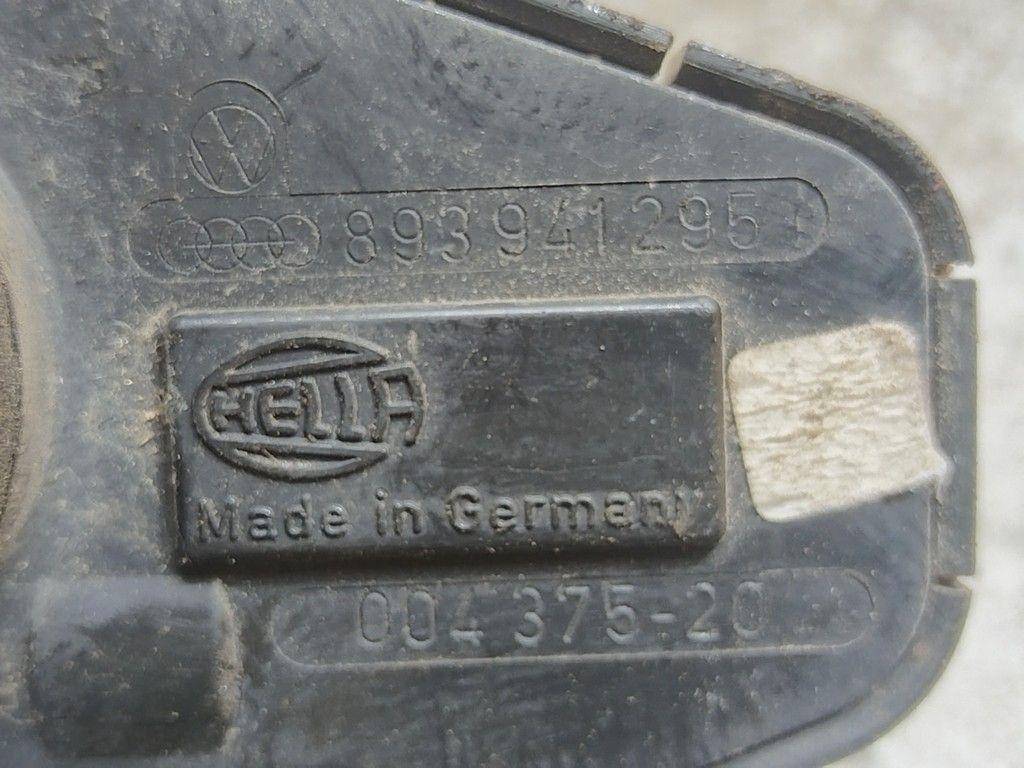 893 941 295
HELLA
Made in Germany
004 375-20